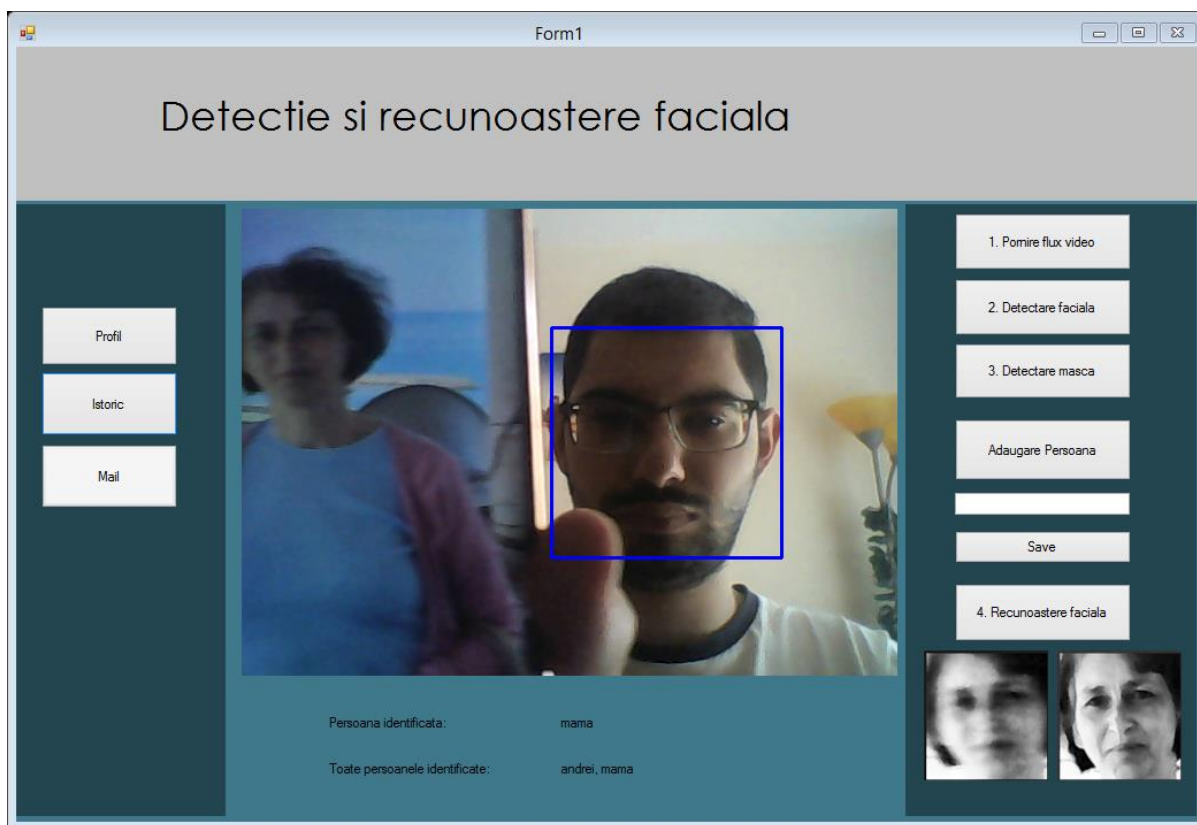 Form1
Detectie si recunoastere faciala
Profil
Istoric
Mail
1. Pornire flux video
2. Detectare faciala
3. Detectare masca
Adaugare Persoana
Save
4. Recunoastere faciala
Persoana identificata: mama
Toate persoanele identificate: andrei, mama